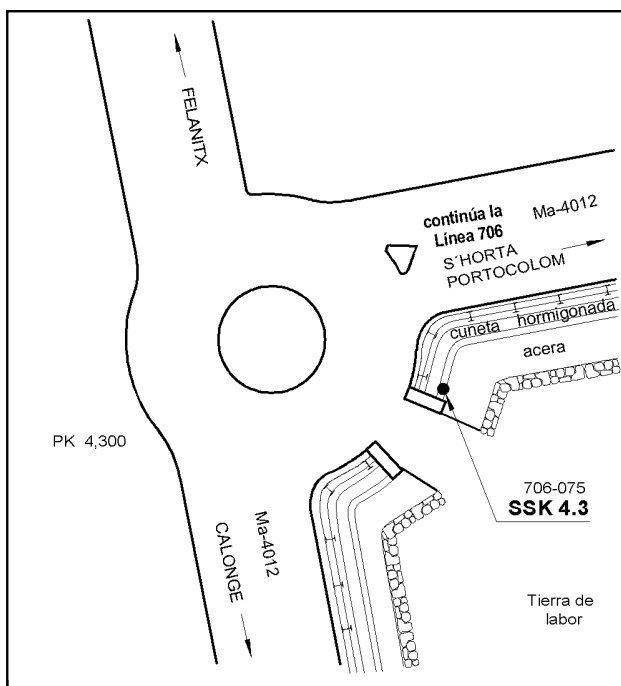 FELANITX
continúa la
Línea 706
Ma-4012
S´HORTA
PORTOCOLOM
cuneta hormigonada
acera
PK 4,300
706-075
SSK 4.3
Ma-4012
CALONGE
Tierra de
labor